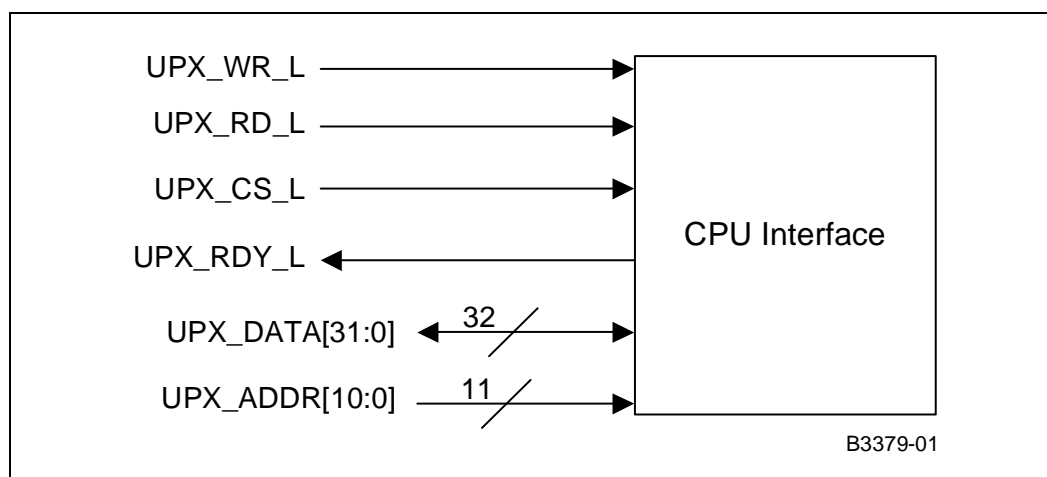 UPX_WR_L
UPX_RD_L
UPX_CS_L
CPU Interface
UPX_RDY_L
UPX_DATA[31:0]
32
UPX_ADDR[10:0]
11
B3379-01